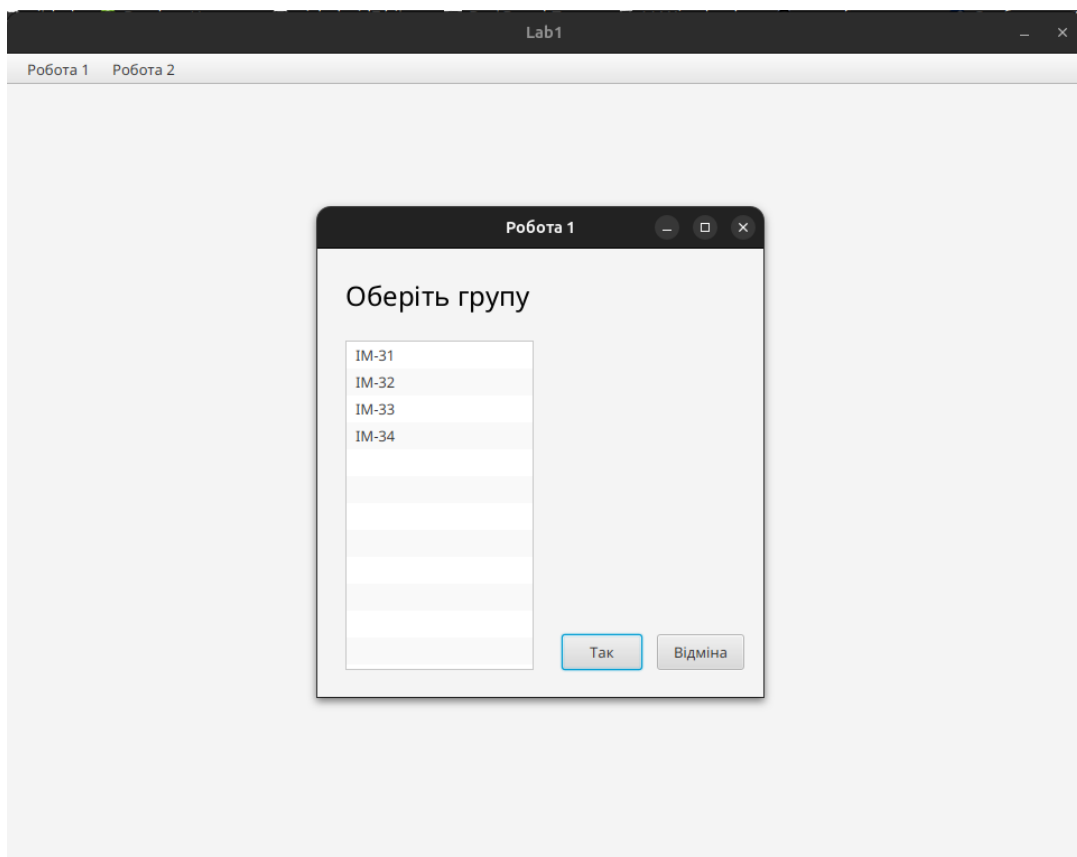 Lab1
Робота 1 Робота 2
Робота 1
Оберіть групу
ІМ-31
ІМ-32
ІМ-33
ІМ-34
Так Відміна